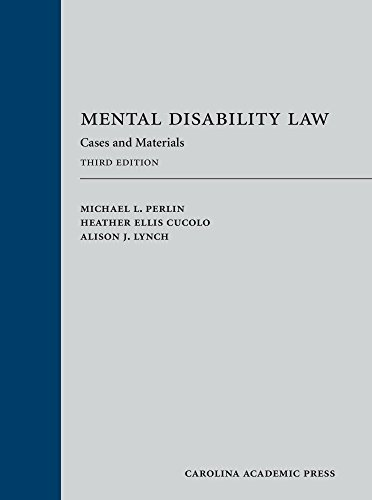 MENTAL DISABILITY LAW
Cases and Materials
THIRD EDITION
MICHAEL L. PERLIN
HEATHER ELLIS CUCOLO
ALISON J. LYNCH
CAROLINA ACADEMIC PRESS